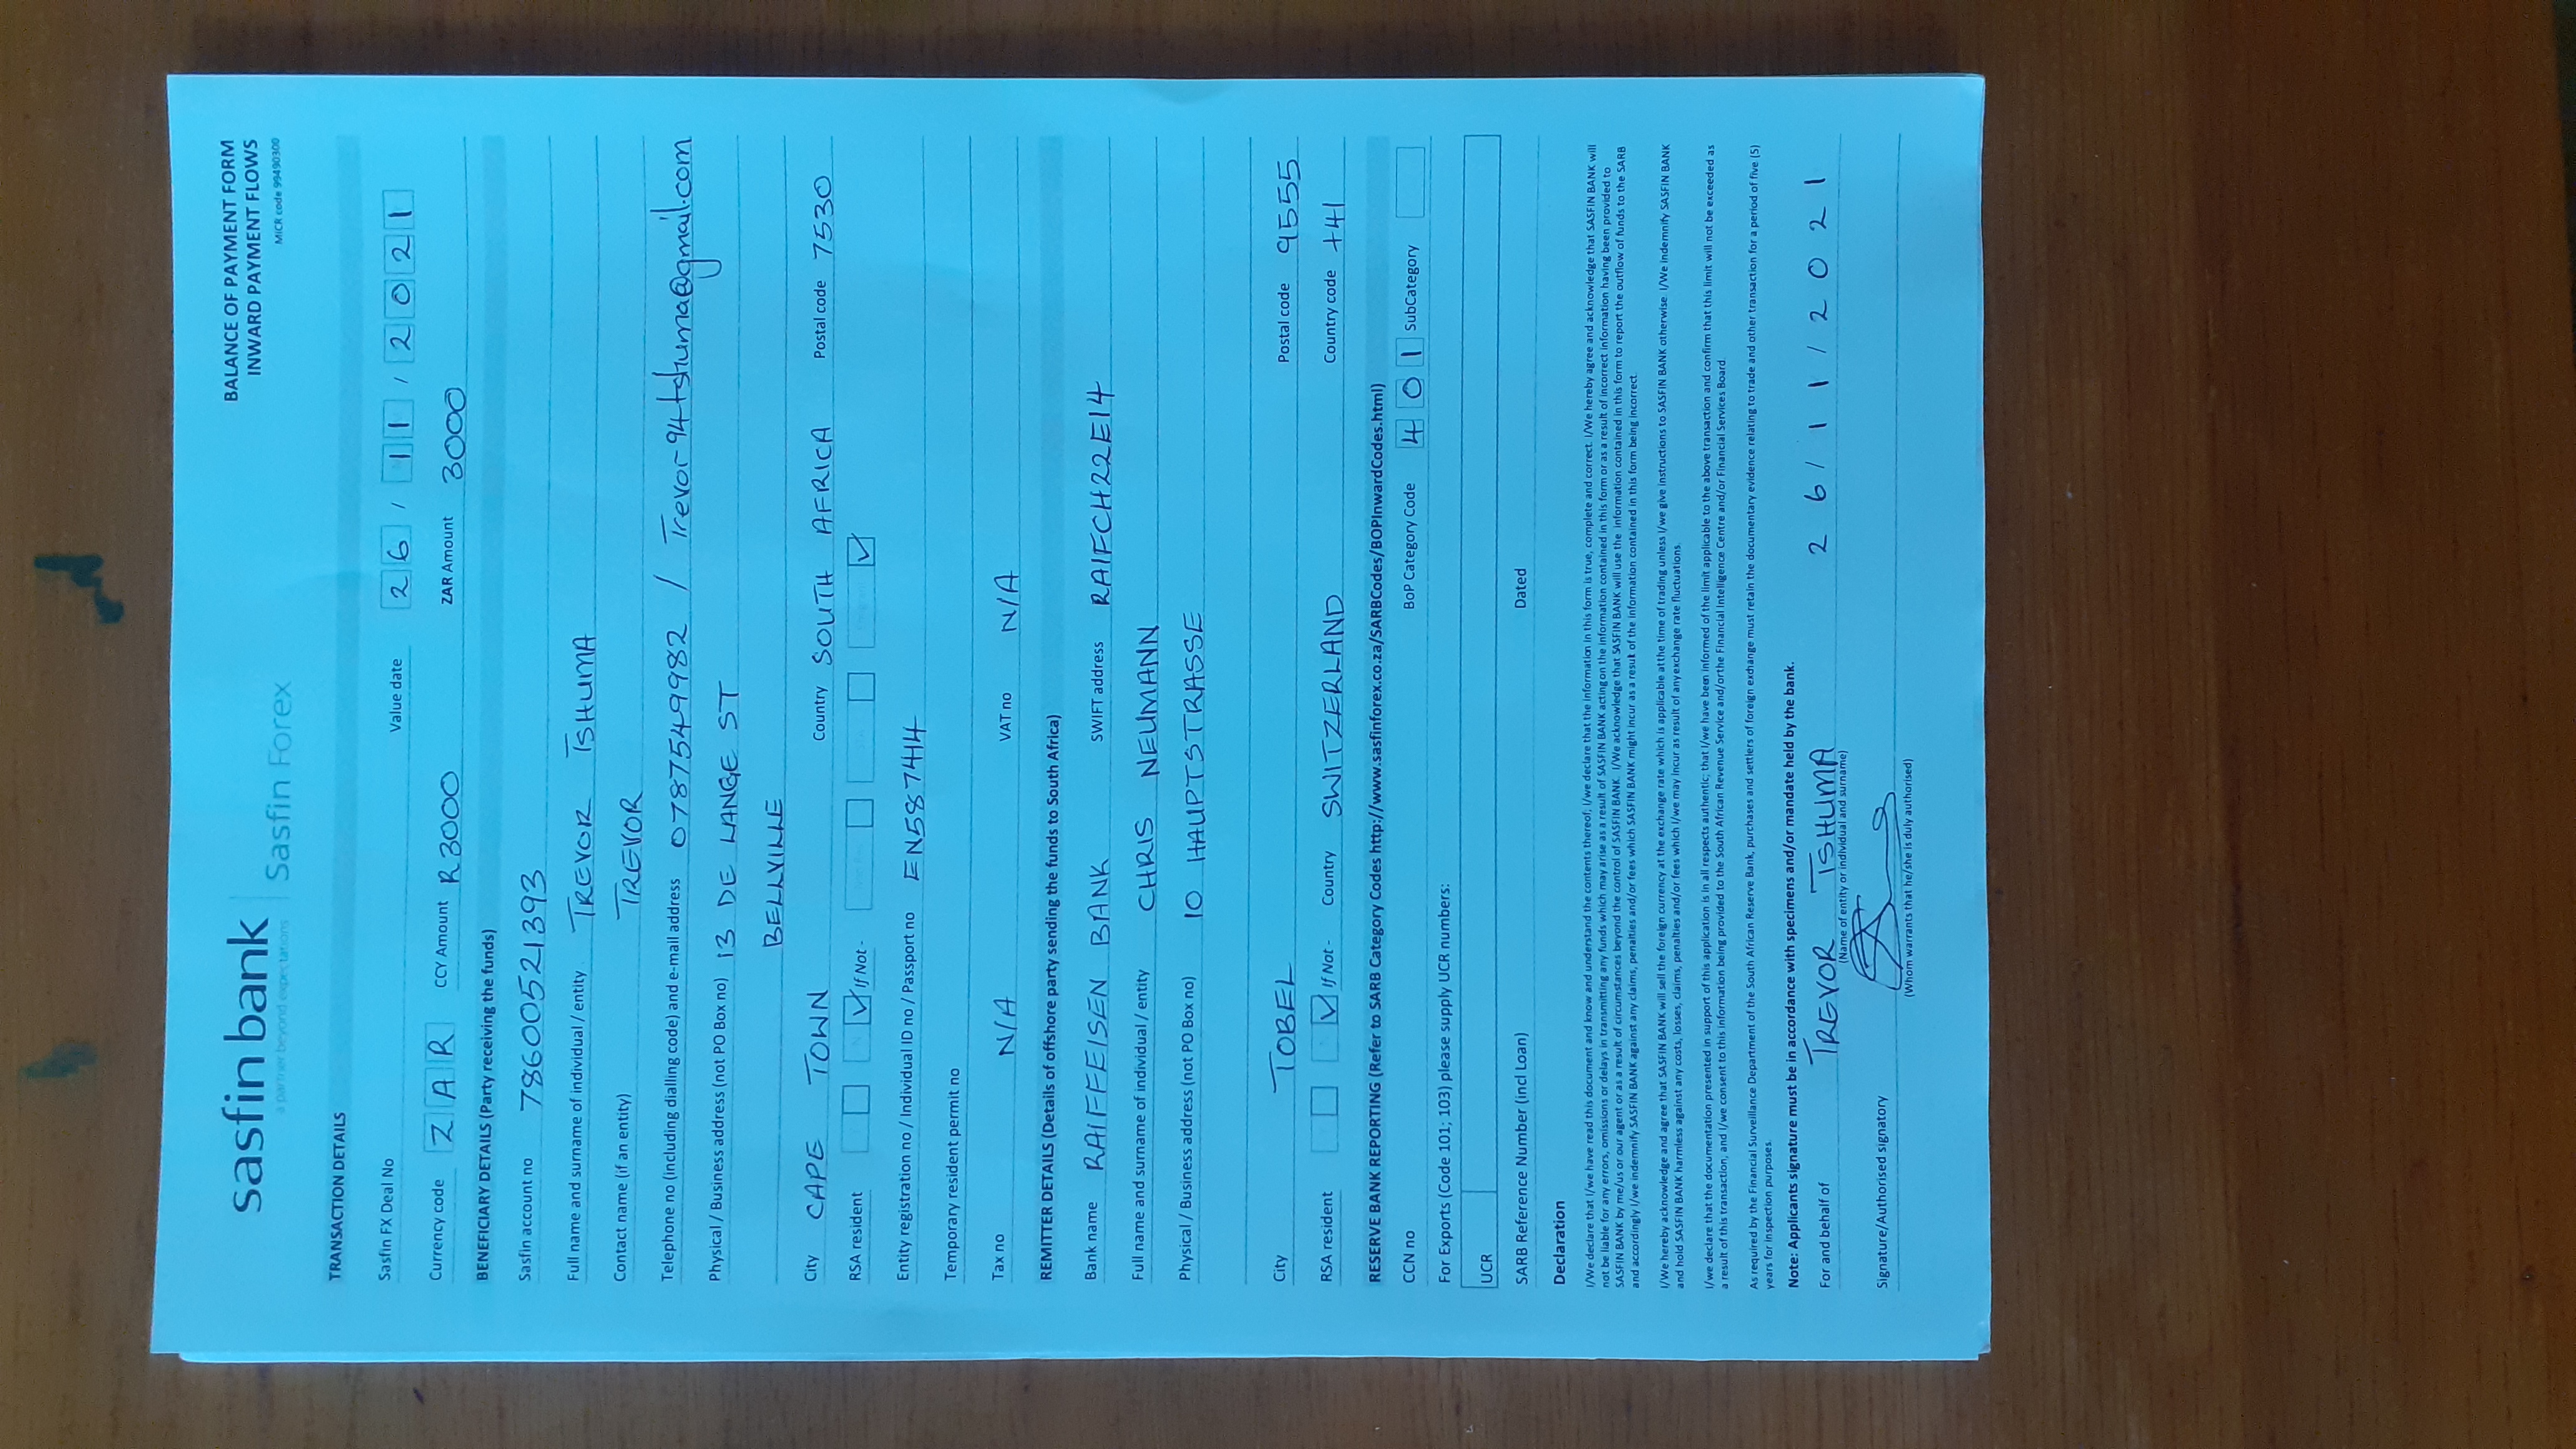 sasfin bank
a partner beyond expectations
Sasfin Forex
BALANCE OF PAYMENT FORM
INWARD PAYMENT FLOWS
MICR code 99490300
TRANSACTION DETAILS
Sasfin FX Deal No Value date 26 / 11 / 2021
Currency code ZAR CCY Amount R3000 ZAR Amount 3000
BENEFICIARY DETAILS (Party receiving the funds)
Sasfin account no 78600521393
Full name and surname of individual / entity TREVOR TSHUMA
Contact name (if an entity) TREVOR
Telephone no (including dialling code) and e-mail address 0787549982 / Trevor94tshuma@gmail.com
Physical / Business address (not PO Box no) 13 DE LANGE ST
BELLVILLE
City CAPE TOWN Country SOUTH AFRICA Postal code 7530
RSA resident If Not -
Entity registration no / Individual ID no / Passport no EN587414
Temporary resident permit no
Tax no N/A VAT no N/A
REMITTER DETAILS (Details of offshore party sending the funds to South Africa)
Bank name RAIFFEISEN BANK SWIFT address RAIFCH22E14
Full name and surname of individual / entity CHRIS NEUMANN
Physical / Business address (not PO Box no) 10 HAUPTSTRASSE
City TOBEL Postal code 9555
RSA resident If Not - Country SWITZERLAND Country code +41
RESERVE BANK REPORTING (Refer to SARB Category Codes http://www.sasfinforex.co.za/SARBCodes/BOPInwardCodes.html)
CCN no BoP Category Code 401 SubCategory
For Exports (Code 101; 103) please supply UCR numbers:
UCR
SARB Reference Number (incl Loan) Dated
Declaration
I/We declare that I/we have read this document and know and understand the contents thereof; I/we declare that the information in this form is true, complete and correct. I/We hereby agree and acknowledge that SASFIN BANK will
not be liable for any errors, omissions or delays in transmitting any funds which may arise as a result of SASFIN BANK acting on the information contained in this form or as a result of incorrect information having been provided to
SASFIN BANK by me/us or our agent or as a result of circumstances beyond the control of SASFIN BANK. I/We acknowledge that SASFIN BANK will use the information contained in this form to report the outflow of funds to the SARB
and accordingly I/we indemnify SASFIN BANK against any claims, penalties and/or fees which SASFIN BANK might incur as a result of the information contained in this form being incorrect.
I/We hereby acknowledge and agree that SASFIN BANK will sell the foreign currency at the exchange rate which is applicable atthe time of trading unless I/we give instructions to SASFIN BANK otherwise. I/We indemnify SASFIN BANK
and hold SASFIN BANK harmless against any costs, losses, claims, penalties and/or fees which I/we may incur as result of any exchange rate fluctuations.
I/we declare that the documentation presented in support of this application is in all respects authentic; that I/we have been informed of the limit applicable to the above transaction and confirm that this limit will not be exceeded as
a result of this transaction, and I/we consent to this information being provided to the South African Revenue Service and/orthe Financial Intelligence Centre and/or Financial Services Board.
As required by the Financial Surveillance Department of the South African Reserve Bank, purchases and settlers of foreign exchange must retain the documentary evidence relating to trade and other transaction for a period of five (5)
years for inspection purposes.
Note: Applicants signature must be in accordance with specimens and/or mandate held by the bank.
For and behalf of TREVOR TSHUMA 26/11/2021
(Name of entity or individual and surname)
Signature/Authorised signatory
(Whom warrants that he/she is duly authorised)